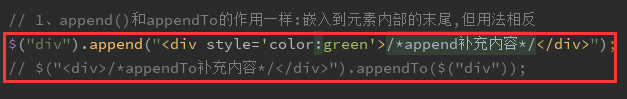 // 1、append()和appendTo的作用一样:嵌入到元素内部的末尾,但用法相反
$("div").append("<div style='color:green'>/*append补充内容*/</div>");
// $("<div>/*appendTo补充内容*/</div>").appendTo($("div"));